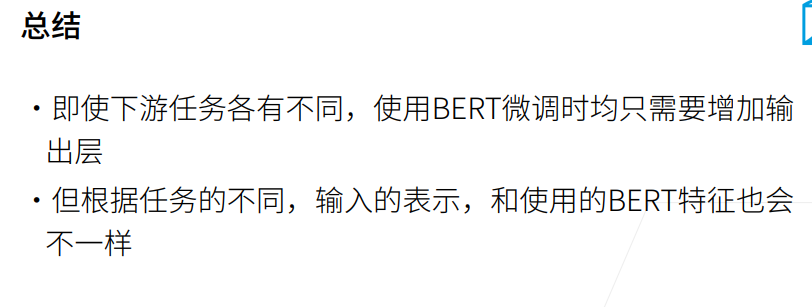 总结
・即使下游任务各有不同，使用BERT微调时均只需要增加输
出层
・但根据任务的不同，输入的表示，和使用的BERT特征也会
不一样